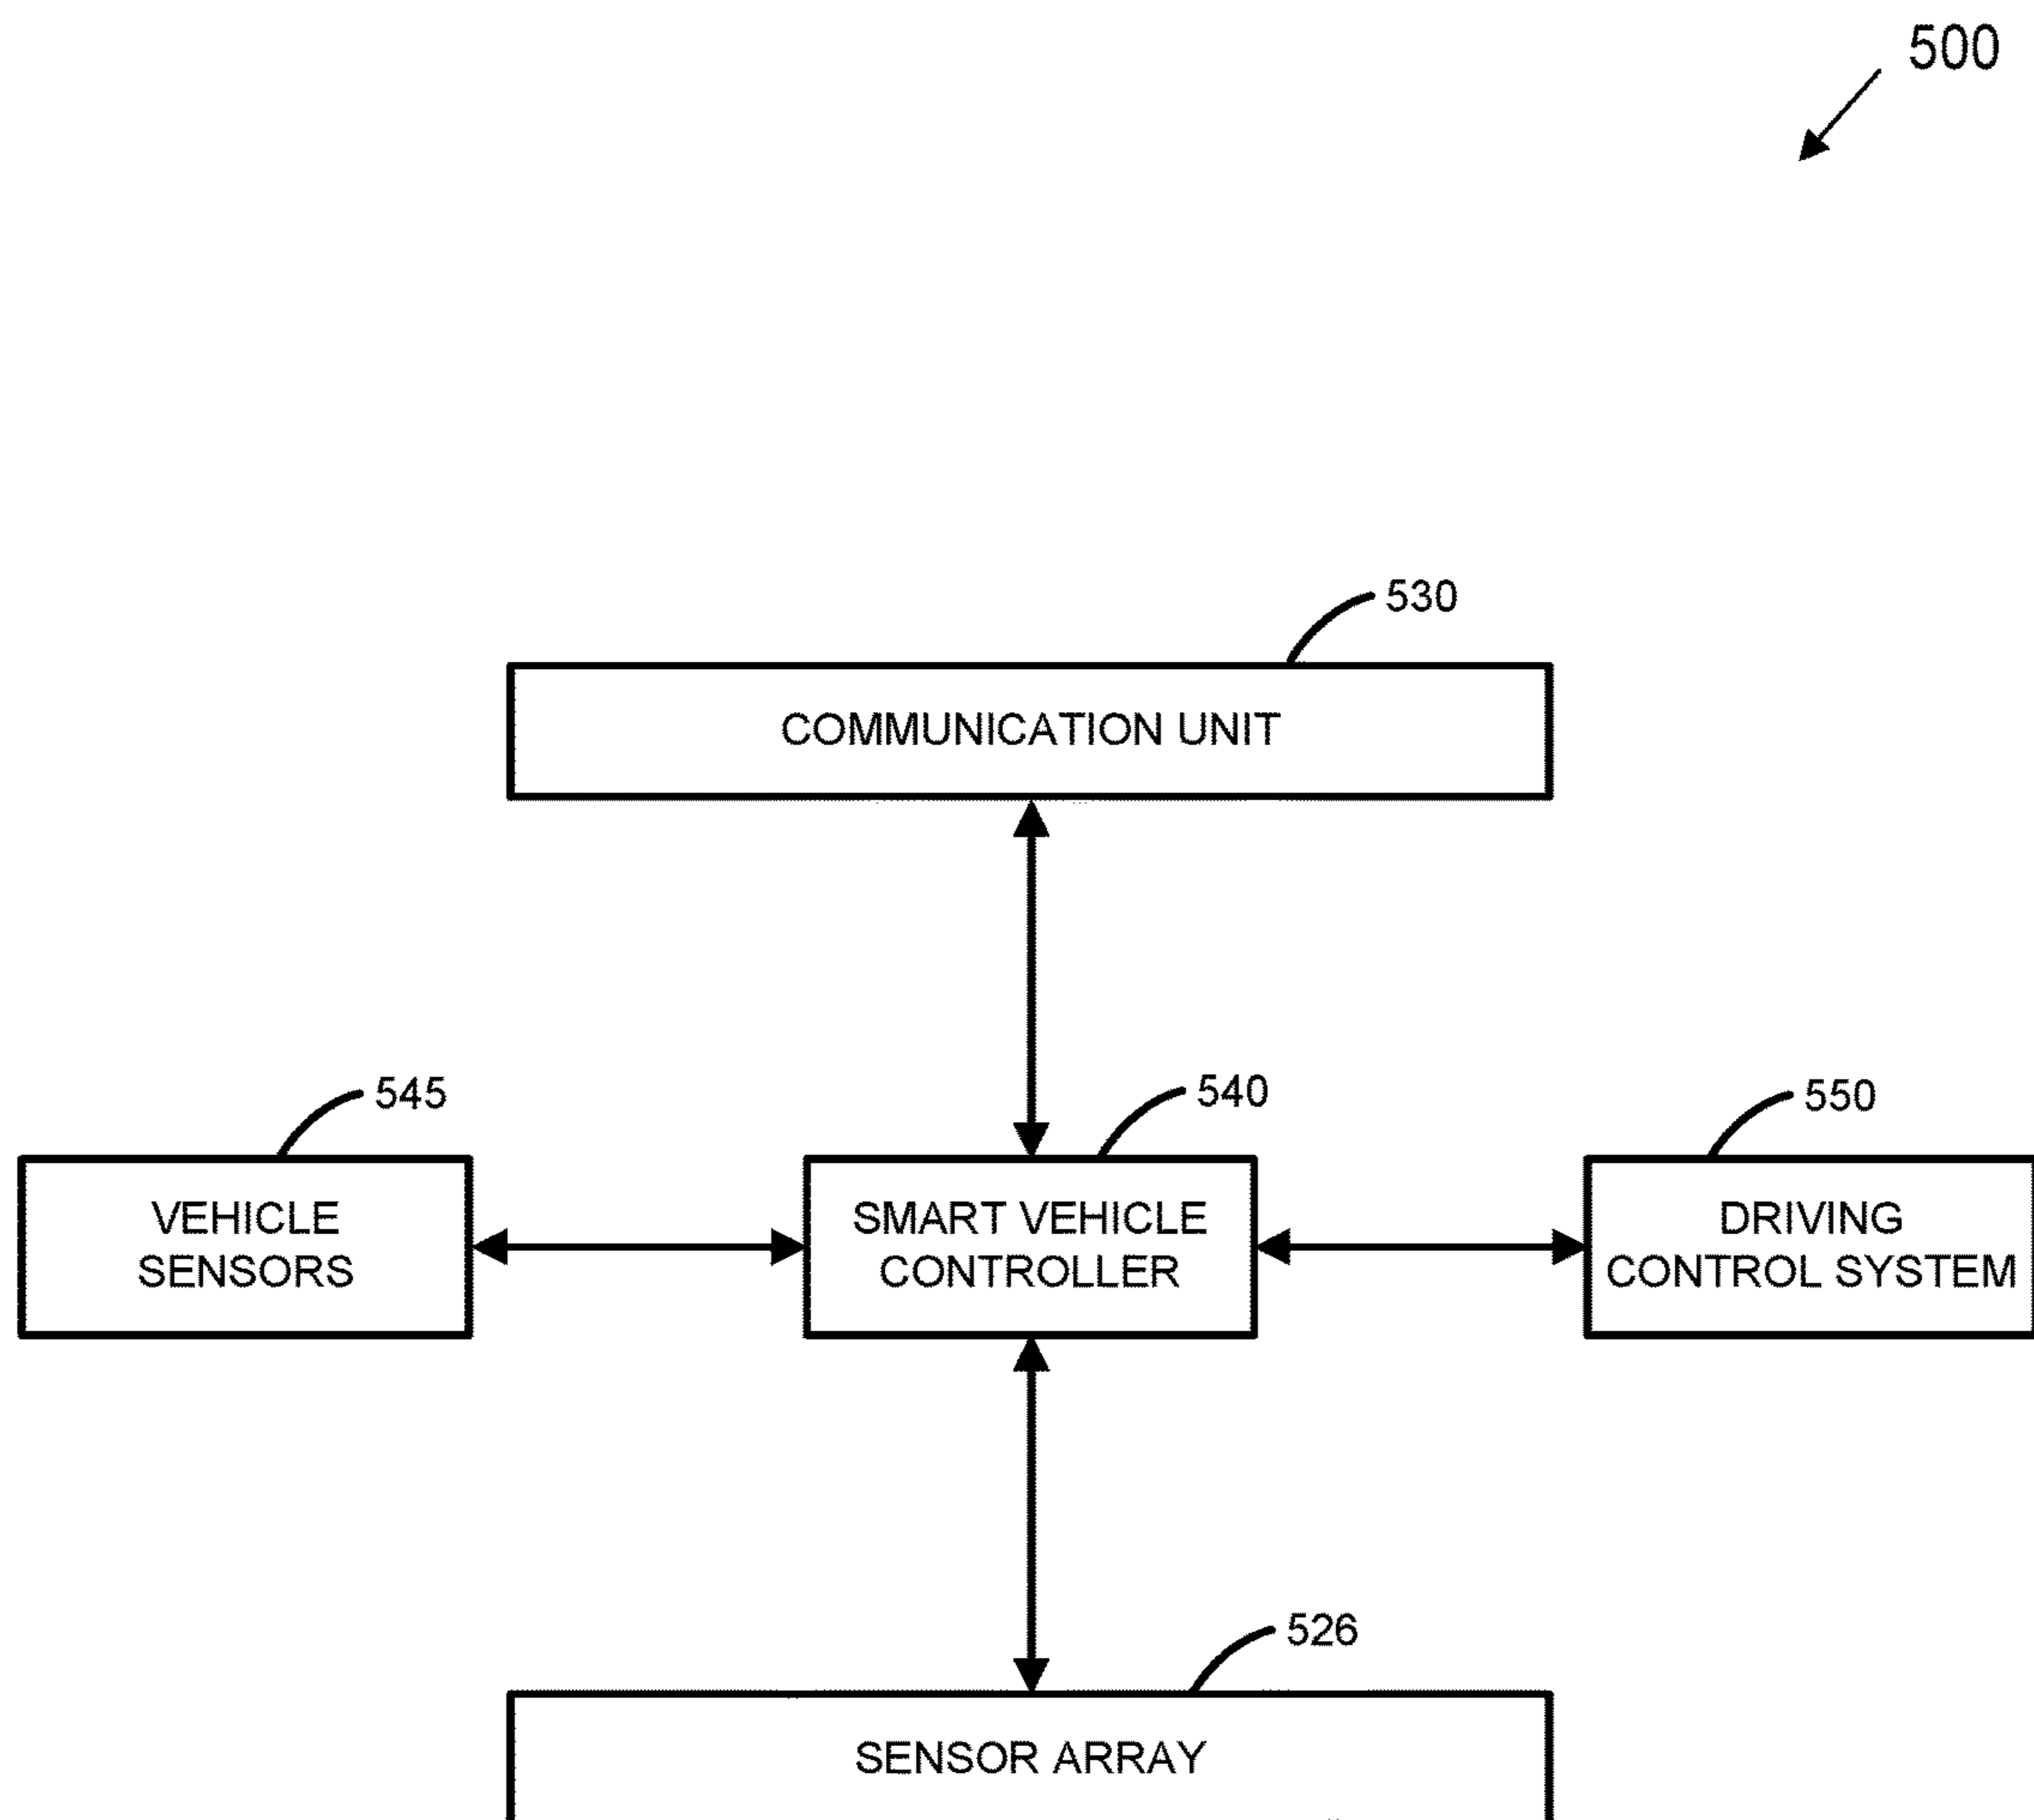 500
530
COMMUNICATION UNIT
545
540
550
VEHICLE
SENSORS
SMART VEHICLE
CONTROLLER
DRIVING
CONTROL SYSTEM
526
SENSOR ARRAY